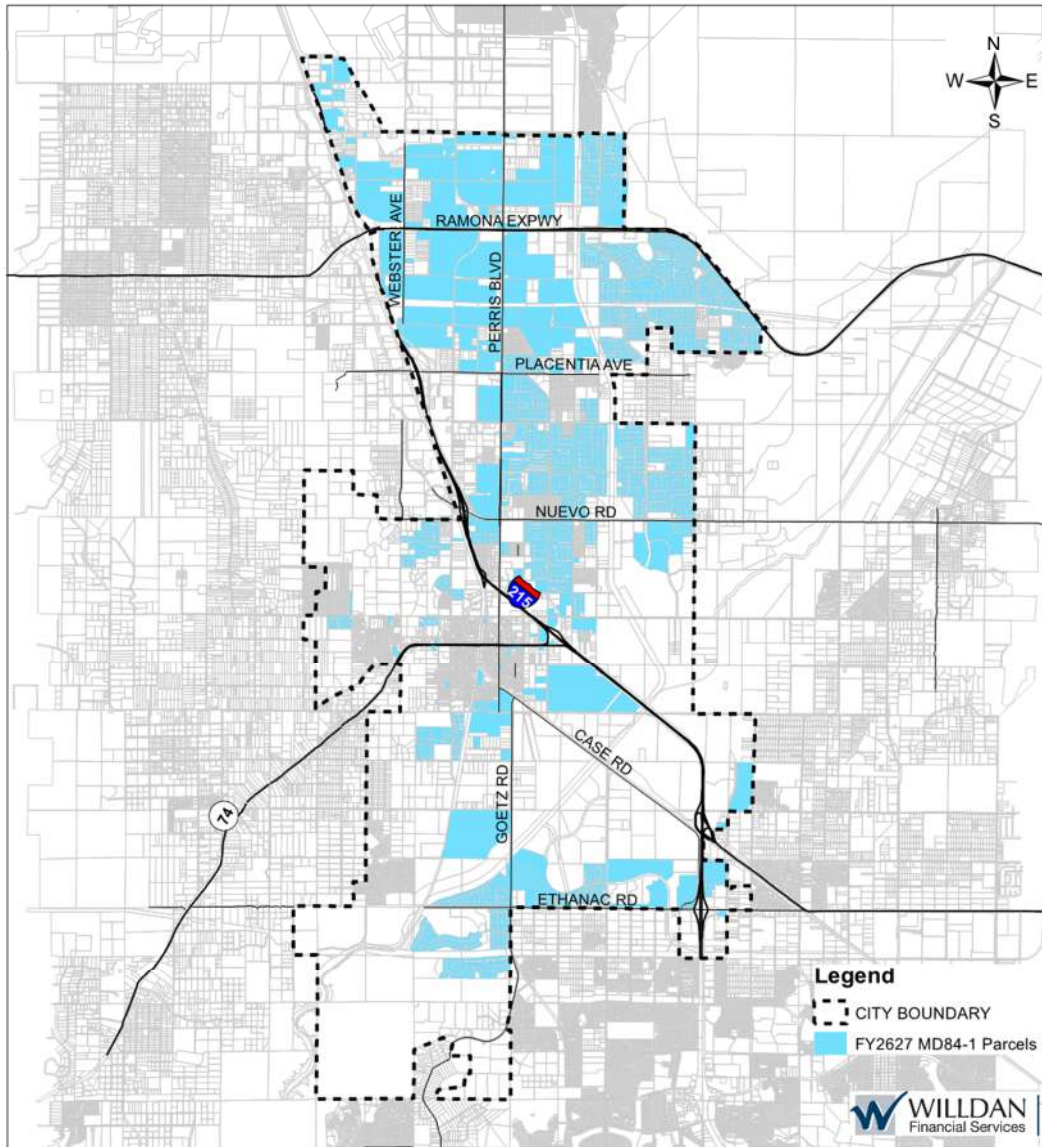 N
W E
S
WEBSTER AVE
RAMONA EXPWY
PERRIS BLVD
PLACENTIA AVE
NUEVO RD
215
CASE RD
GOETZ RD
74
ETHANAC RD
Legend
CITY BOUNDARY
FY2627 MD84-1 Parcels
WILLDAN
Financial Services